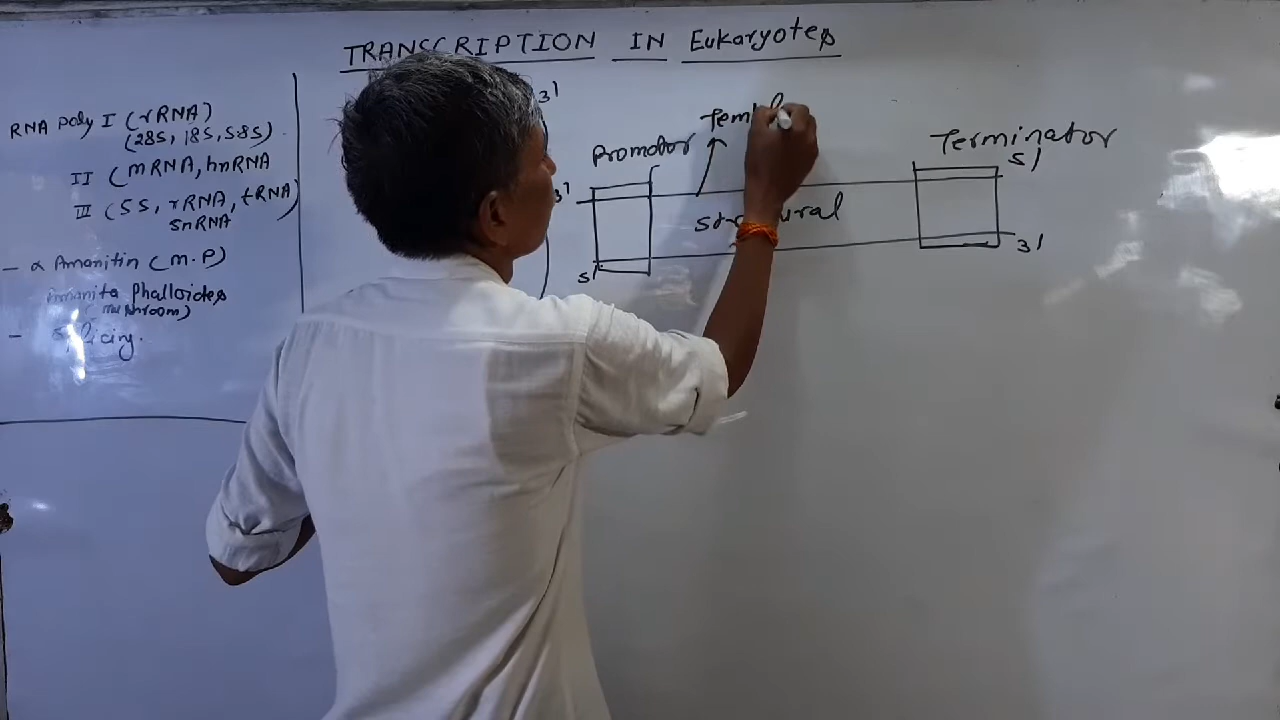 TRANSCRIPTION IN Eukaryotes
RNA Poly I (rRNA)
(28S, 18S, 5.8S).
II (mRNA, hnRNA
III (5S, rRNA, tRNA)
snRNA
- α Amanitin (M.P)
Amanita Phalloides
(Mushroom)
- Splicing.
3'
Promotor
Templ
Terminator
3'
5'
Structural
5'
3'